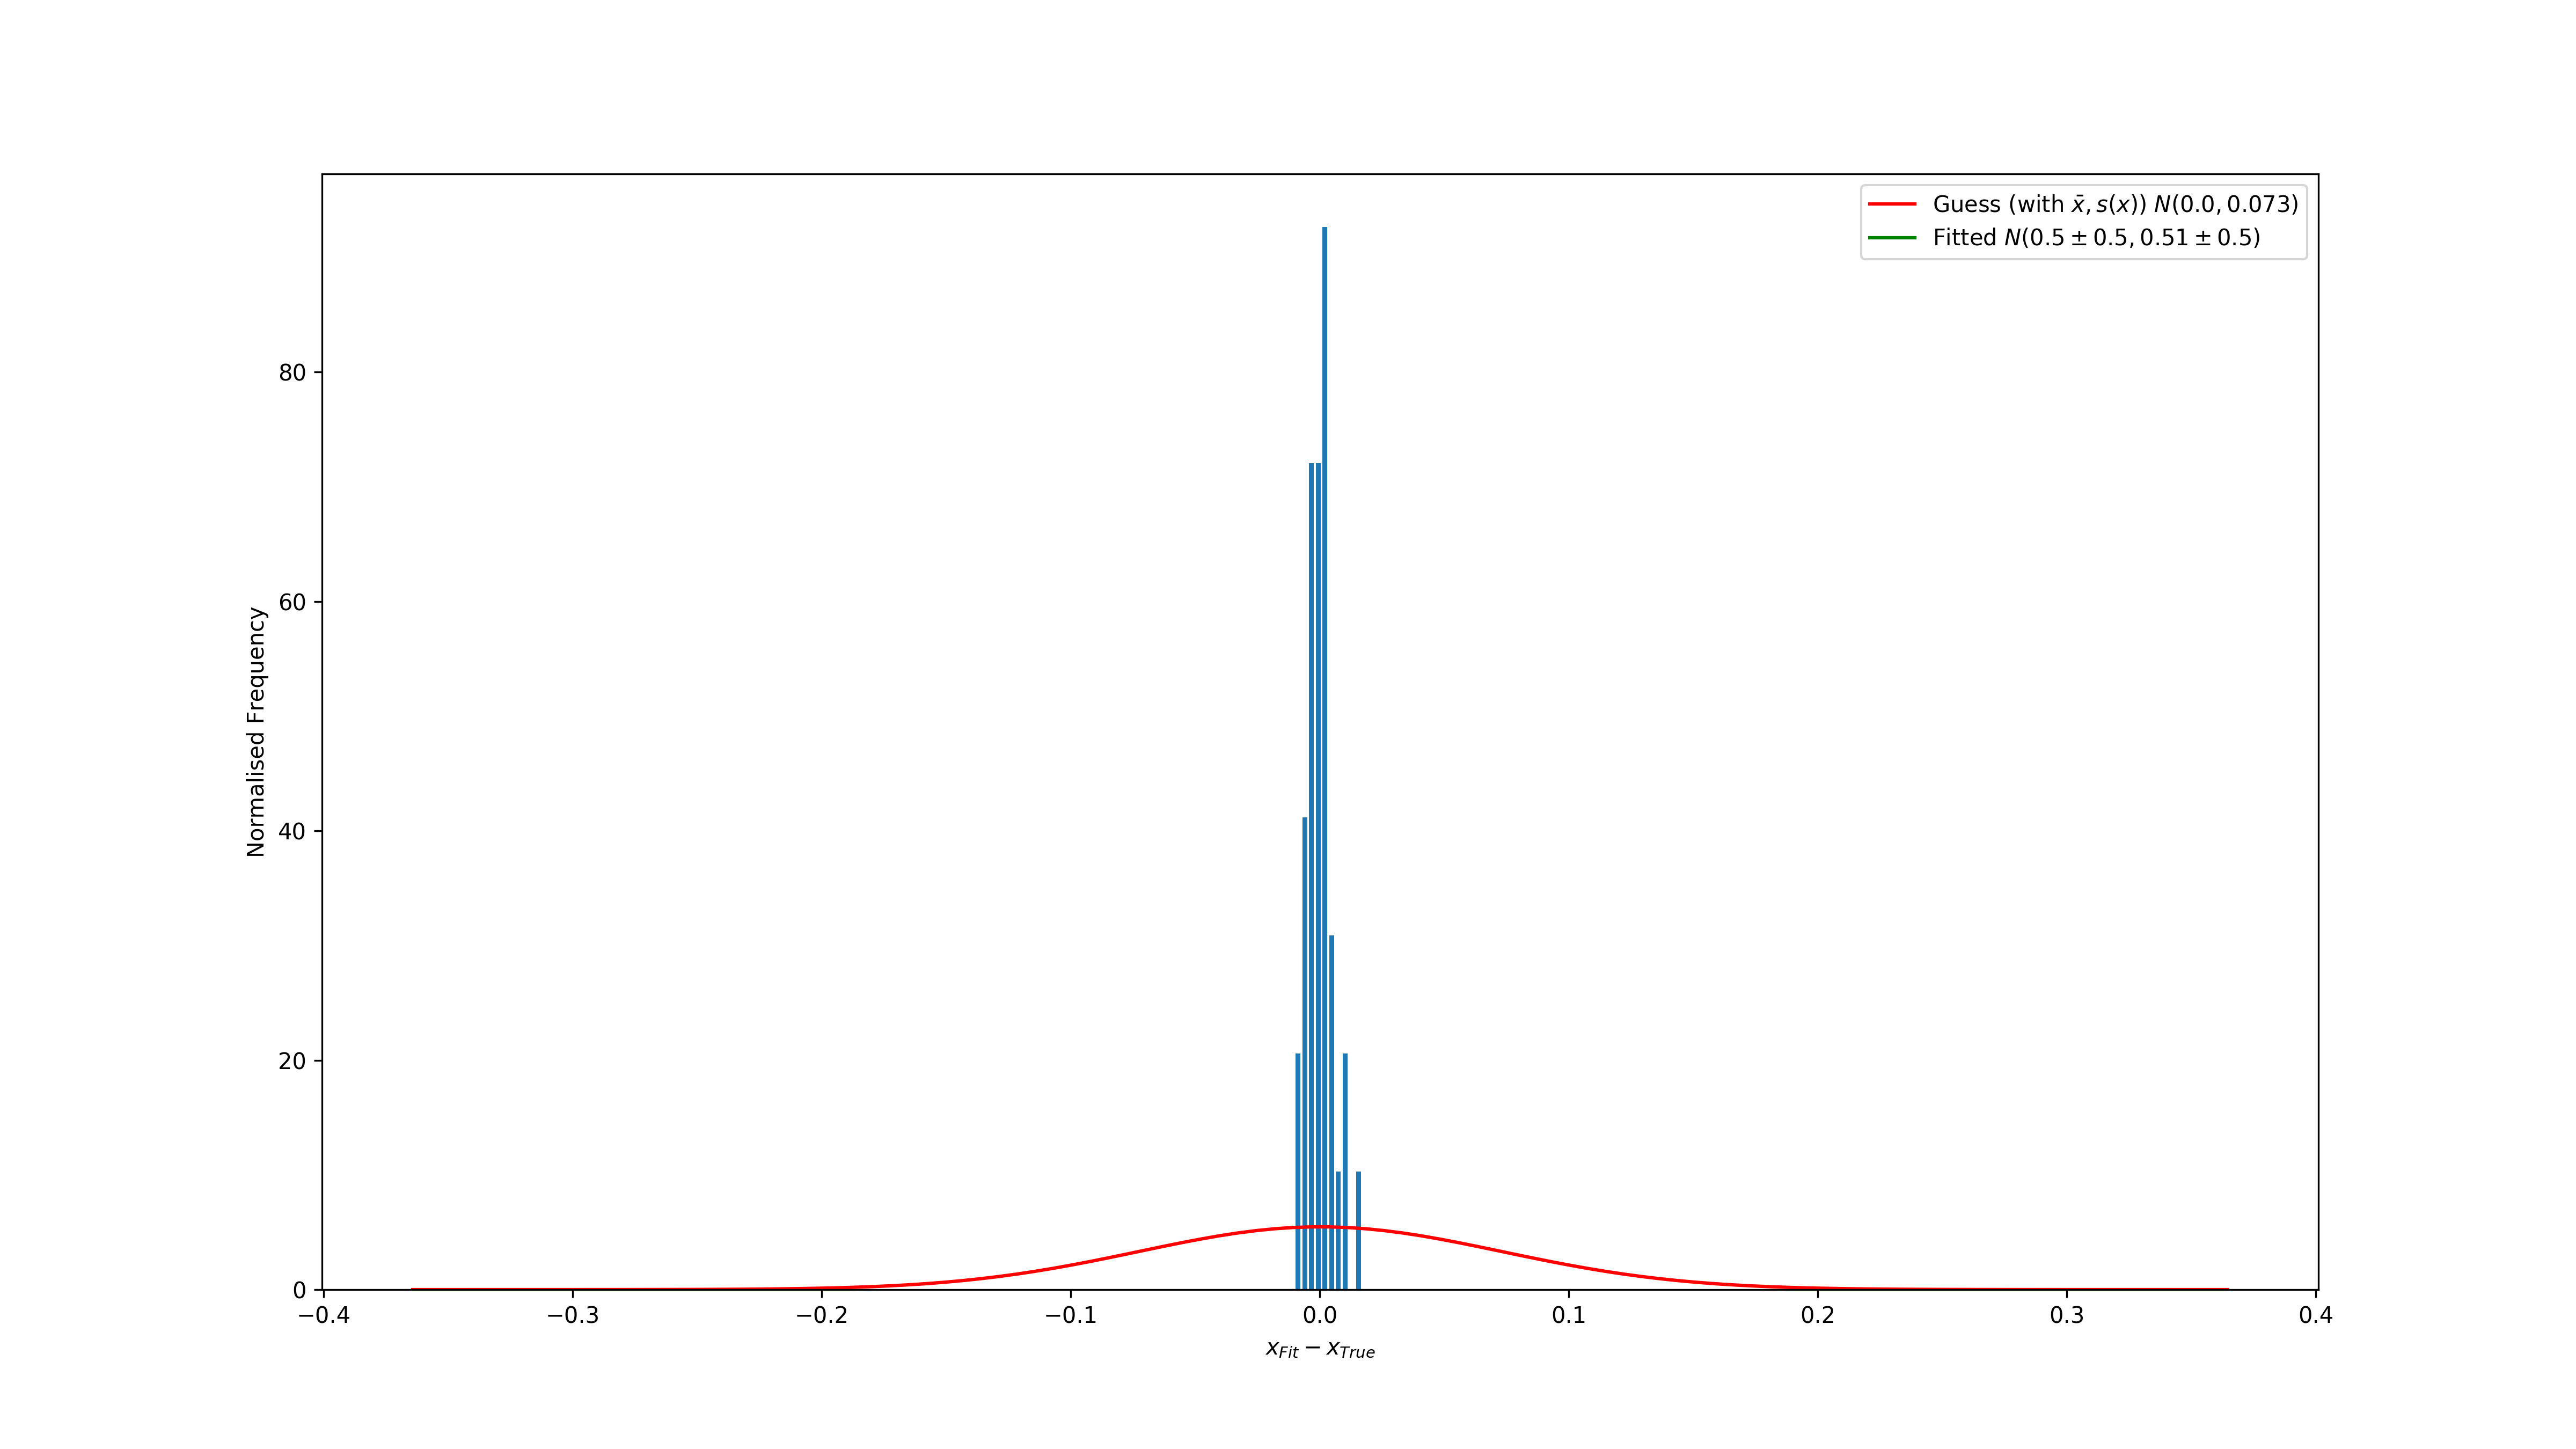 Guess (with x̄, s(x)) N(0.0, 0.073)
Fitted N(0.5 ± 0.5, 0.51 ± 0.5)
Normalised Frequency
80
60
40
20
0
−0.4 −0.3 −0.2 −0.1 0.0 0.1 0.2 0.3 0.4
xFit − xTrue